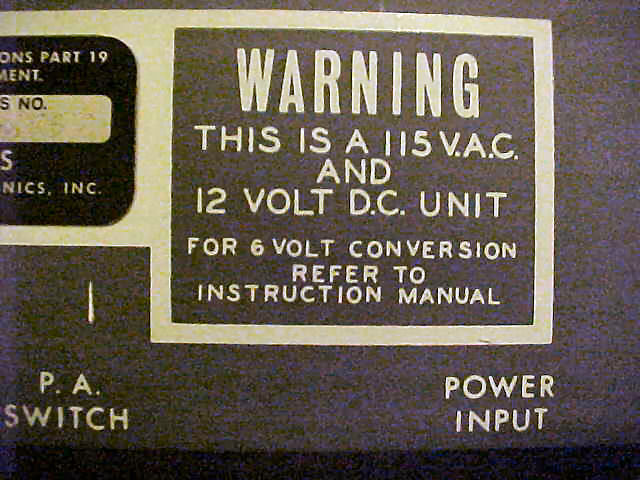 ONS PART 19
MENT.
S NO.
S
NICS, INC.
WARNING
THIS IS A 115 V.A.C.
AND
12 VOLT D.C. UNIT
FOR 6 VOLT CONVERSION
REFER TO
INSTRUCTION MANUAL
P. A.
SWITCH
POWER
INPUT